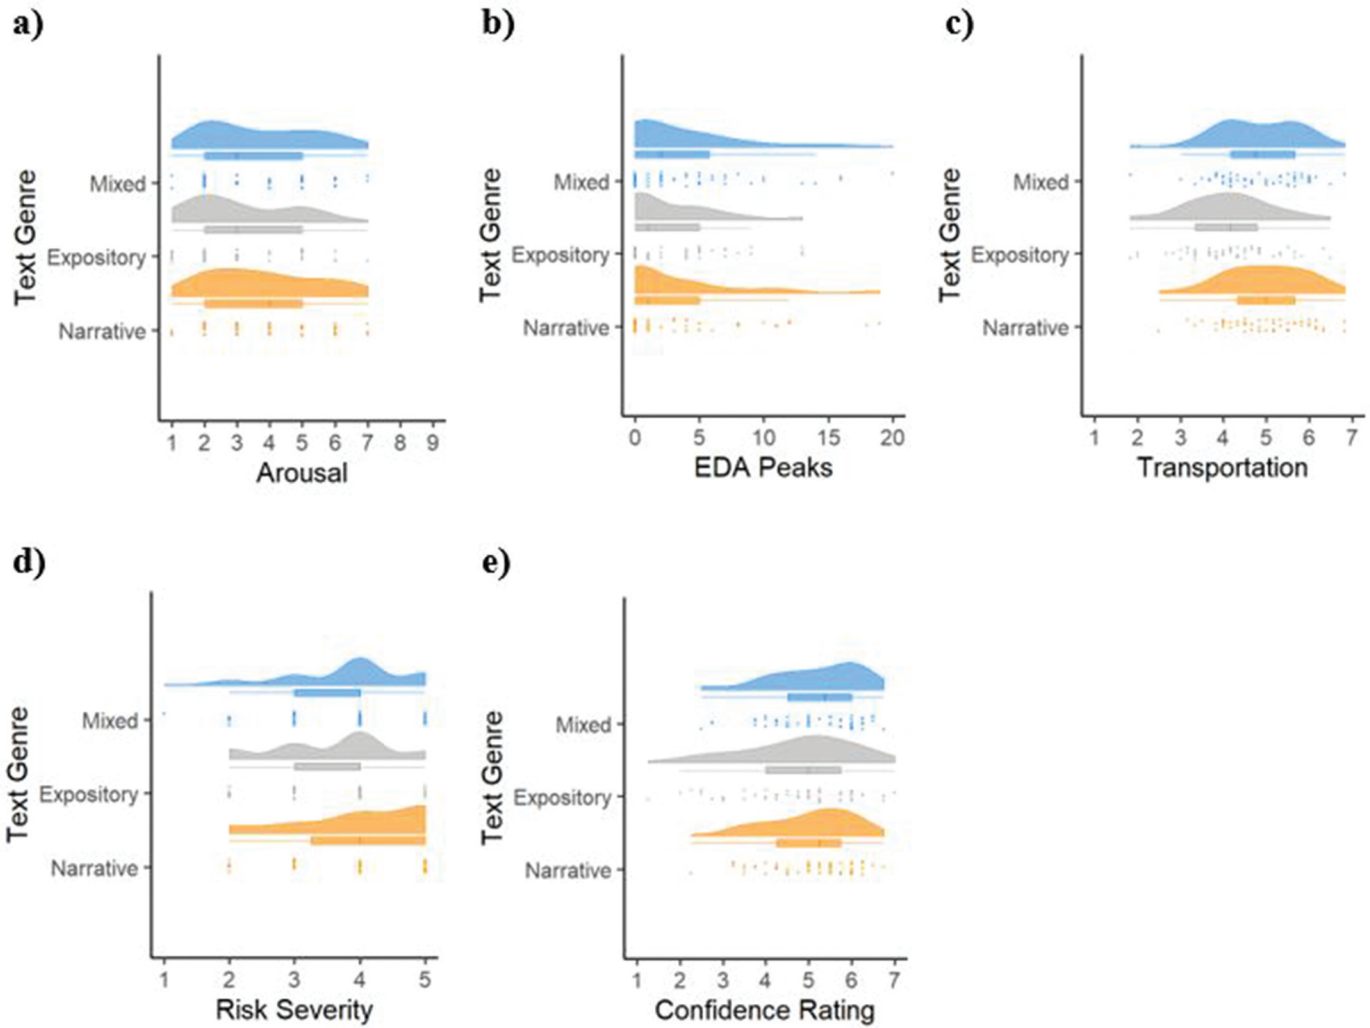 a)
Text Genre
Mixed
Expository
Narrative
1 2 3 4 5 6 7 8 9
Arousal
b)
Text Genre
Mixed
Expository
Narrative
0 5 10 15 20
EDA Peaks
c)
Text Genre
Mixed
Expository
Narrative
1 2 3 4 5 6 7
Transportation
d)
Text Genre
Mixed
Expository
Narrative
1 2 3 4 5
Risk Severity
e)
Text Genre
Mixed
Expository
Narrative
1 2 3 4 5 6 7
Confidence Rating